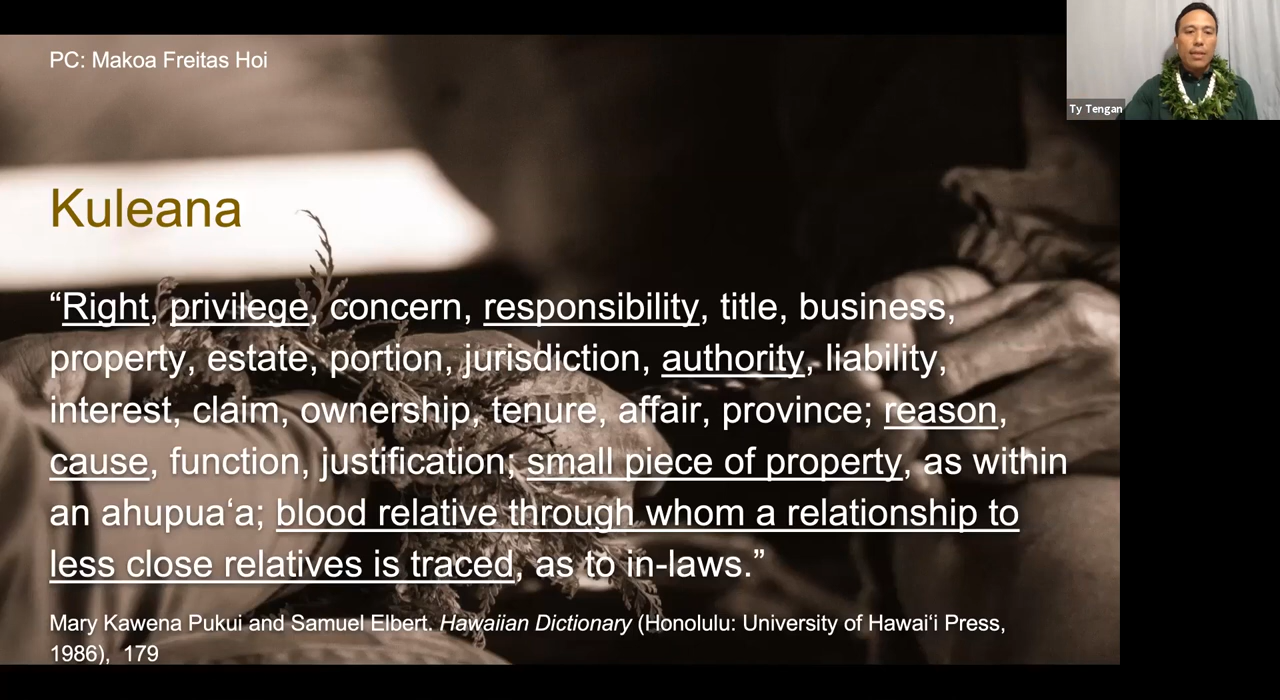 PC: Makoa Freitas Hoi
Ty Tengan
Kuleana
“Right, privilege, concern, responsibility, title, business,
property, estate, portion, jurisdiction, authority, liability,
interest, claim, ownership, tenure, affair, province; reason,
cause, function, justification; small piece of property, as within
an ahupuaʻa; blood relative through whom a relationship to
less close relatives is traced, as to in-laws.”
Mary Kawena Pukui and Samuel Elbert. Hawaiian Dictionary (Honolulu: University of Hawaiʻi Press,
1986), 179